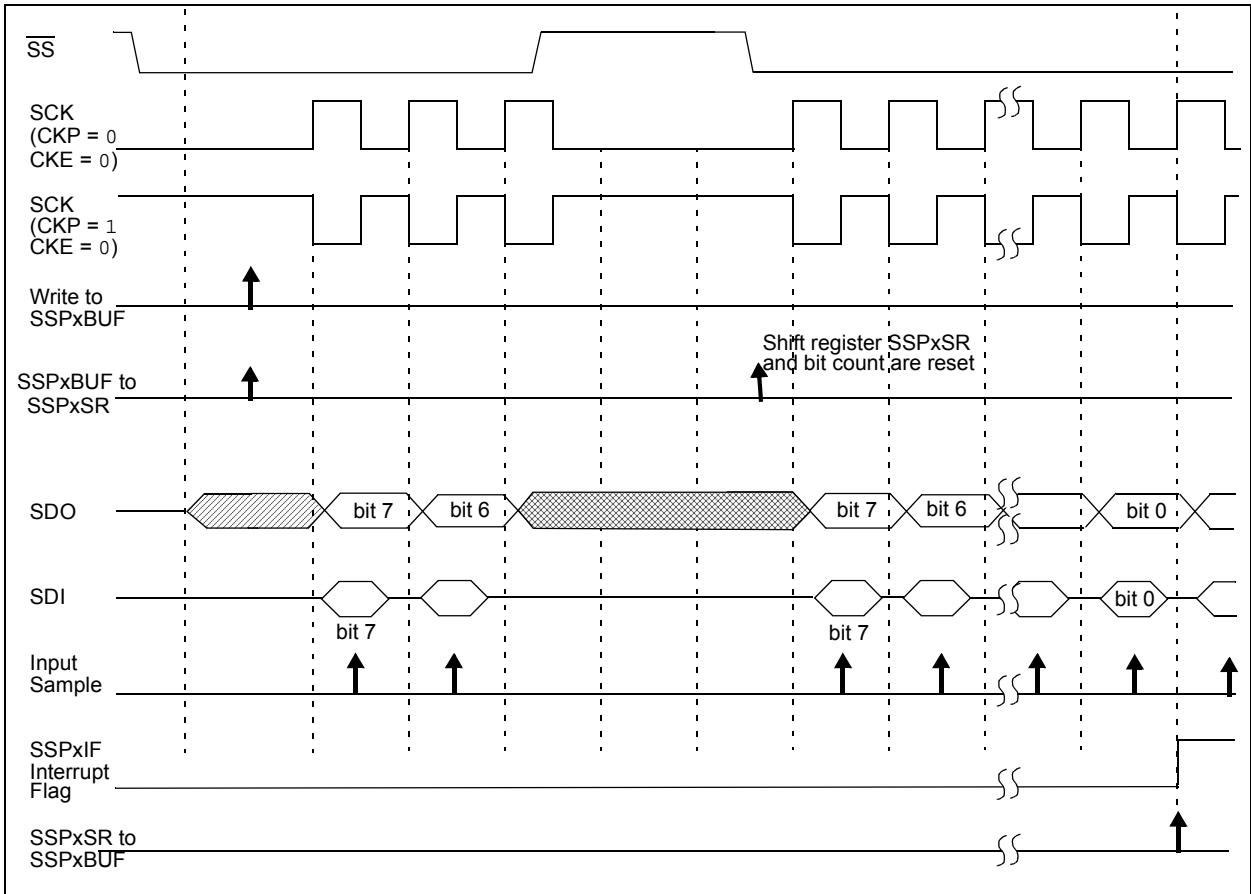 SS
SCK
(CKP = 0
CKE = 0)
SCK
(CKP = 1
CKE = 0)
Write to
SSPxBUF
Shift register SSPxSR
and bit count are reset
SSPxBUF to
SSPxSR
SDO
bit 7
bit 6
bit 7
bit 6
bit 0
SDI
bit 0
bit 7
bit 7
Input
Sample
SSPxIF
Interrupt
Flag
SSPxSR to
SSPxBUF